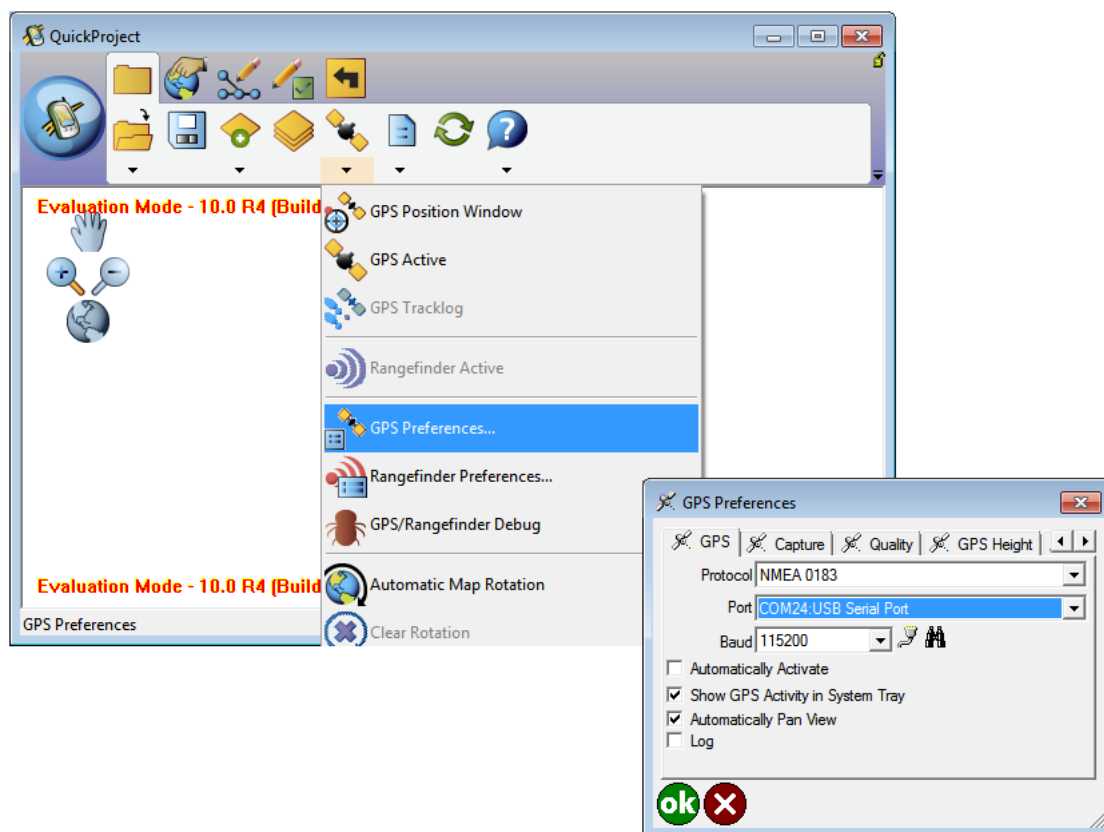 QuickProject
Evaluation Mode - 10.0 R4 (Build
GPS Position Window
GPS Active
GPS Tracklog
Rangefinder Active
GPS Preferences...
Rangefinder Preferences...
GPS/Rangefinder Debug
Automatic Map Rotation
Clear Rotation
Evaluation Mode - 10.0 R4 (Build
GPS Preferences
GPS Preferences
GPS Capture Quality GPS Height
Protocol NMEA 0183
Port COM24:USB Serial Port
Baud 115200
Automatically Activate
Show GPS Activity in System Tray
Automatically Pan View
Log
ok